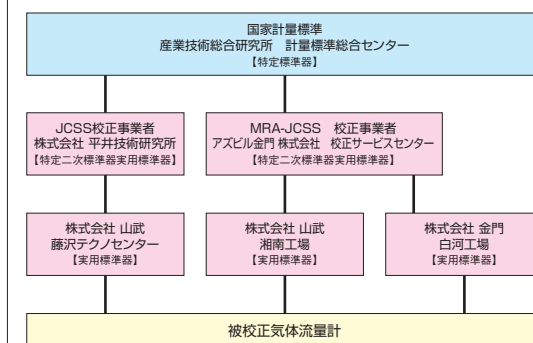 国家計量標準
産業技術総合研究所　計量標準総合センター
【特定標準器】
JCSS校正事業者
株式会社 平井技術研究所
【特定二次標準器実用標準器】
MRA-JCSS　校正事業者
アズビル金門 株式会社　校正サービスセンター
【特定二次標準器実用標準器】
株式会社 山武
藤沢テクノセンター
【実用標準器】
株式会社 山武
湘南工場
【実用標準器】
株式会社 金門
白河工場
【実用標準器】
被校正気体流量計